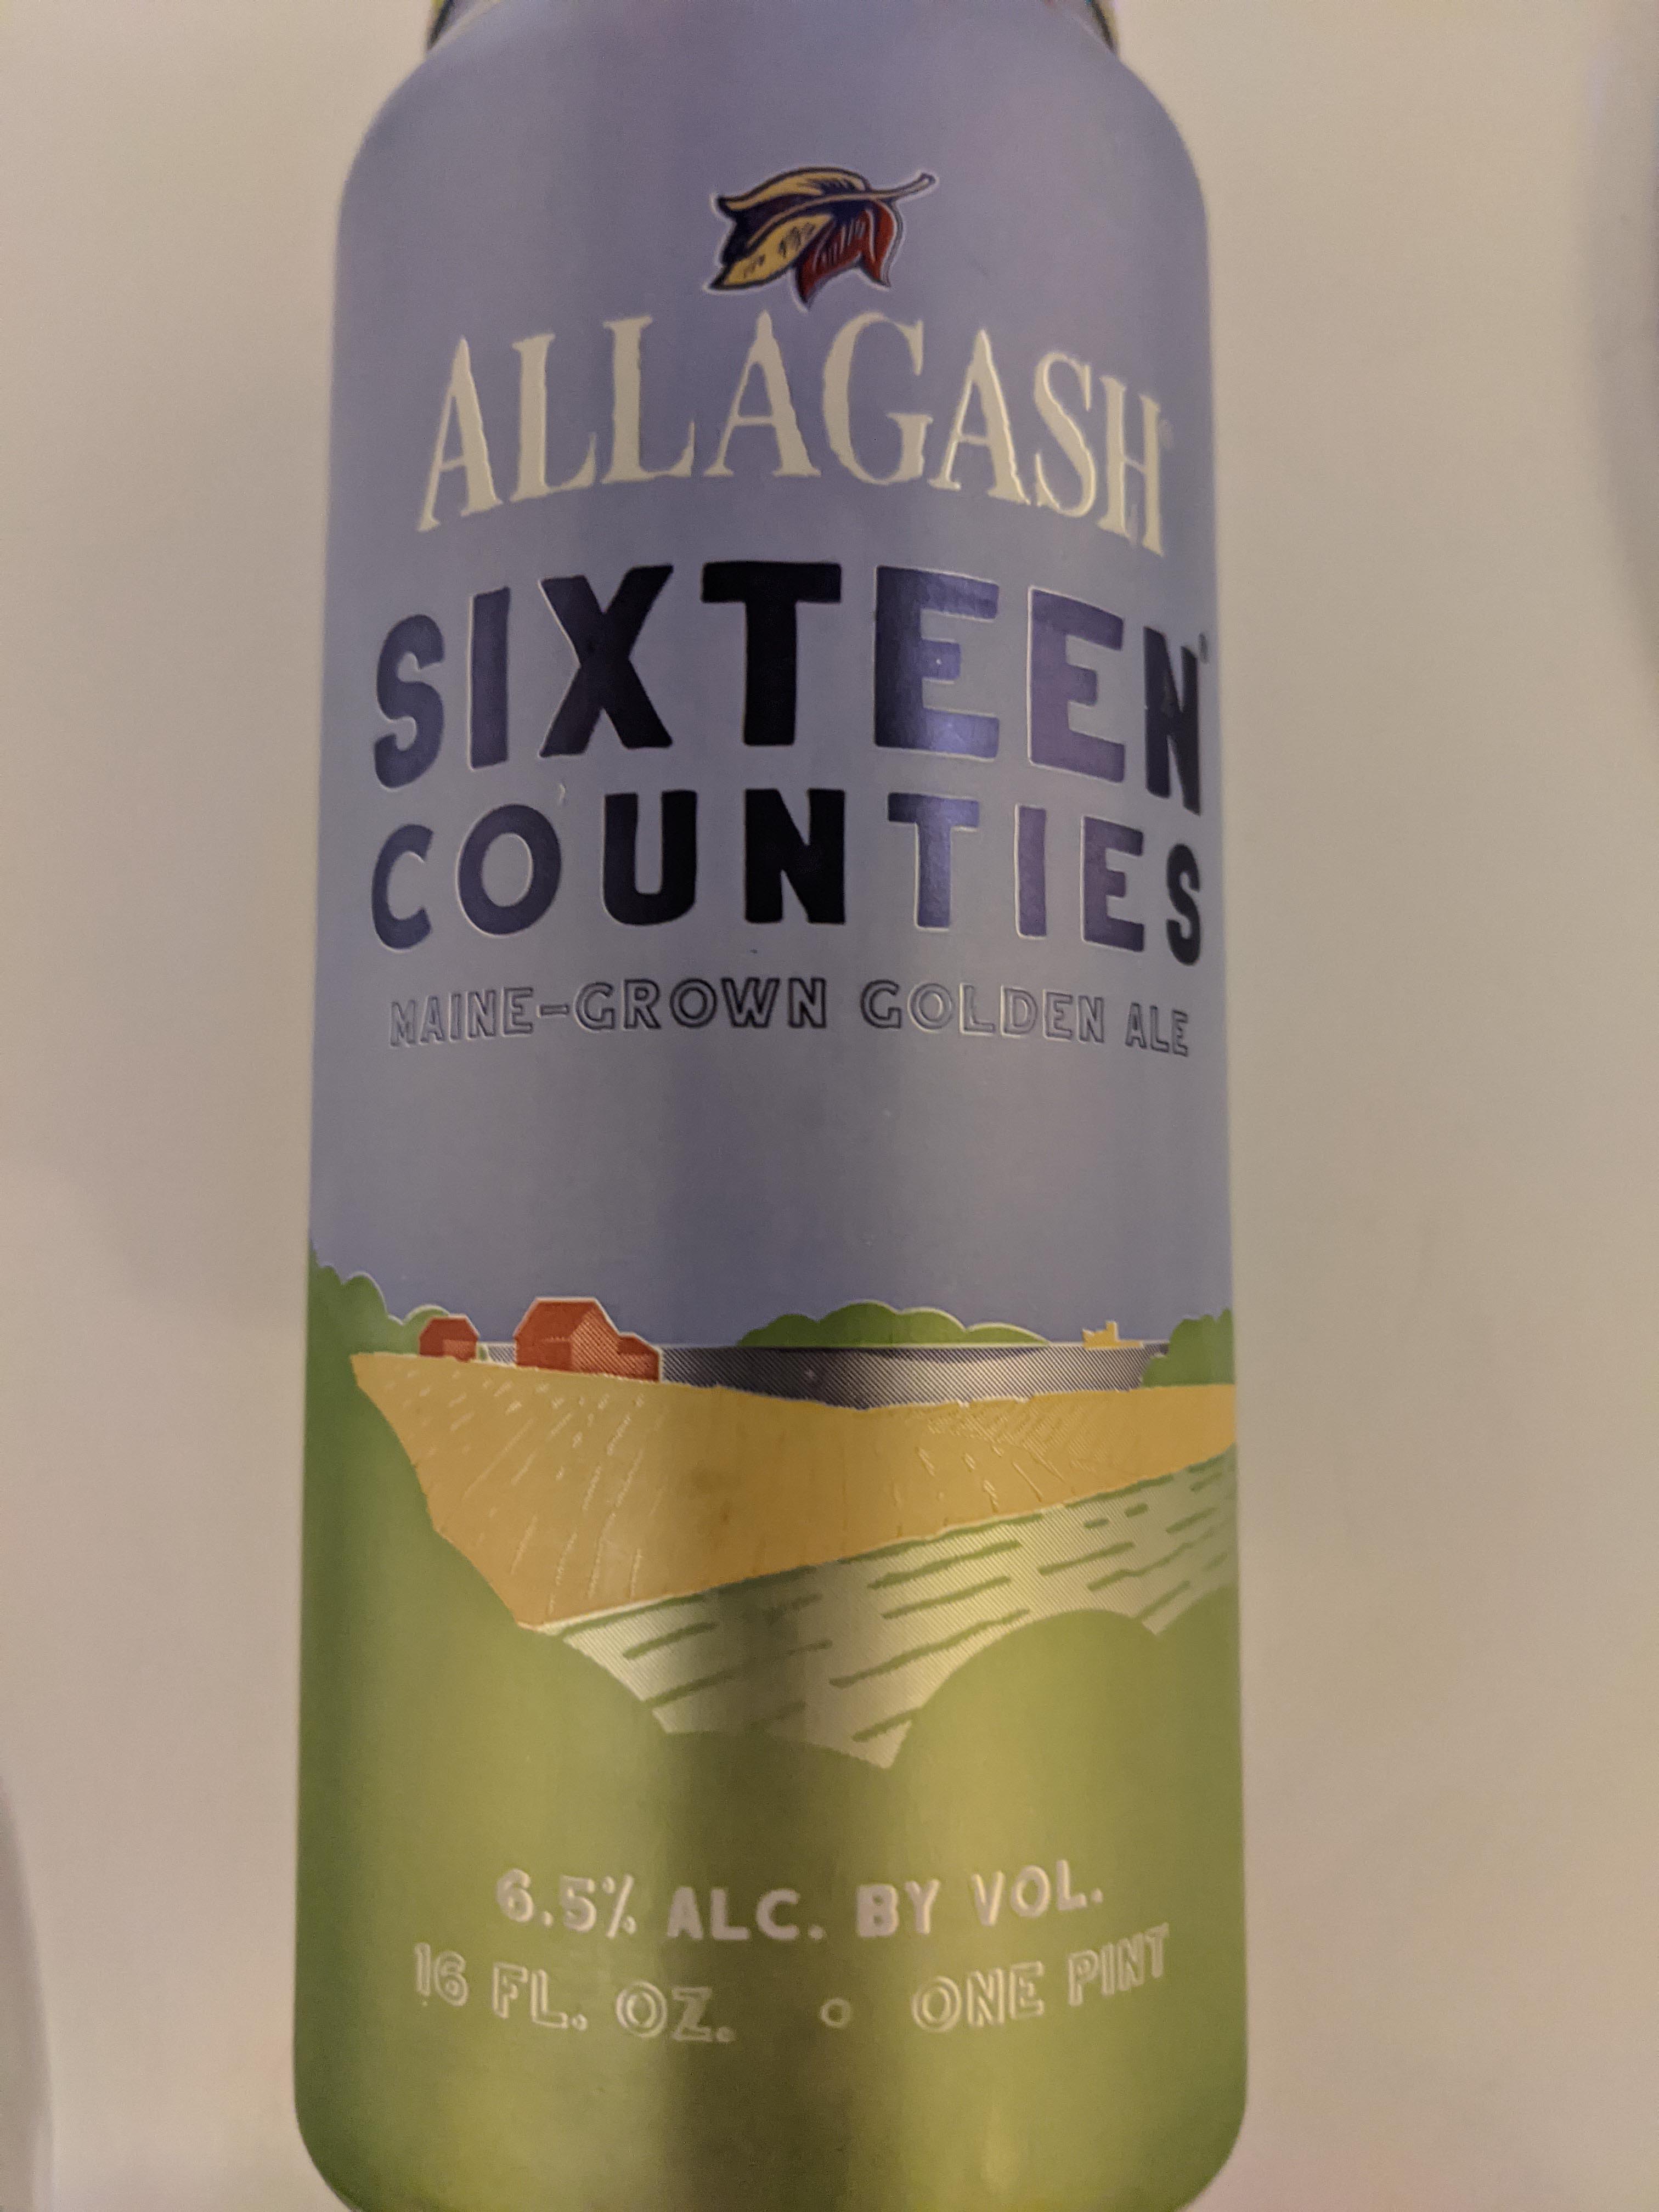 ALLAGASH®
SIXTEEN
COUNTIES
MAINE-GROWN GOLDEN ALE
6.5% ALC. BY VOL.
16 FL. OZ. • ONE PINT